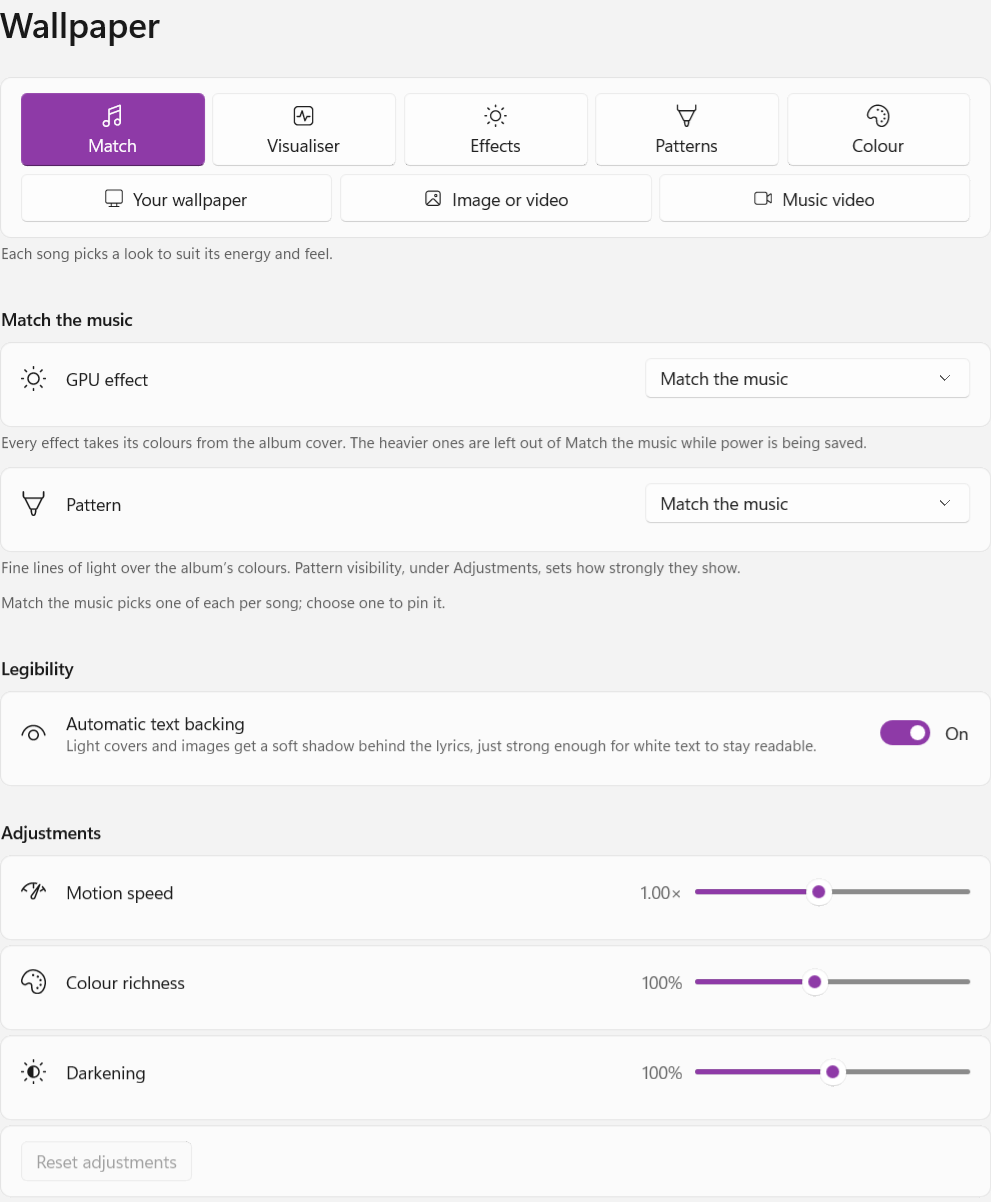 Wallpaper
Match
Visualiser
Effects
Patterns
Colour
Your wallpaper
Image or video
Music video
Each song picks a look to suit its energy and feel.
Match the music
GPU effect
Match the music
Every effect takes its colours from the album cover. The heavier ones are left out of Match the music while power is being saved.
Pattern
Match the music
Fine lines of light over the album’s colours. Pattern visibility, under Adjustments, sets how strongly they show.
Match the music picks one of each per song; choose one to pin it.
Legibility
Automatic text backing
Light covers and images get a soft shadow behind the lyrics, just strong enough for white text to stay readable.
On
Adjustments
Motion speed
1.00×
Colour richness
100%
Darkening
100%
Reset adjustments